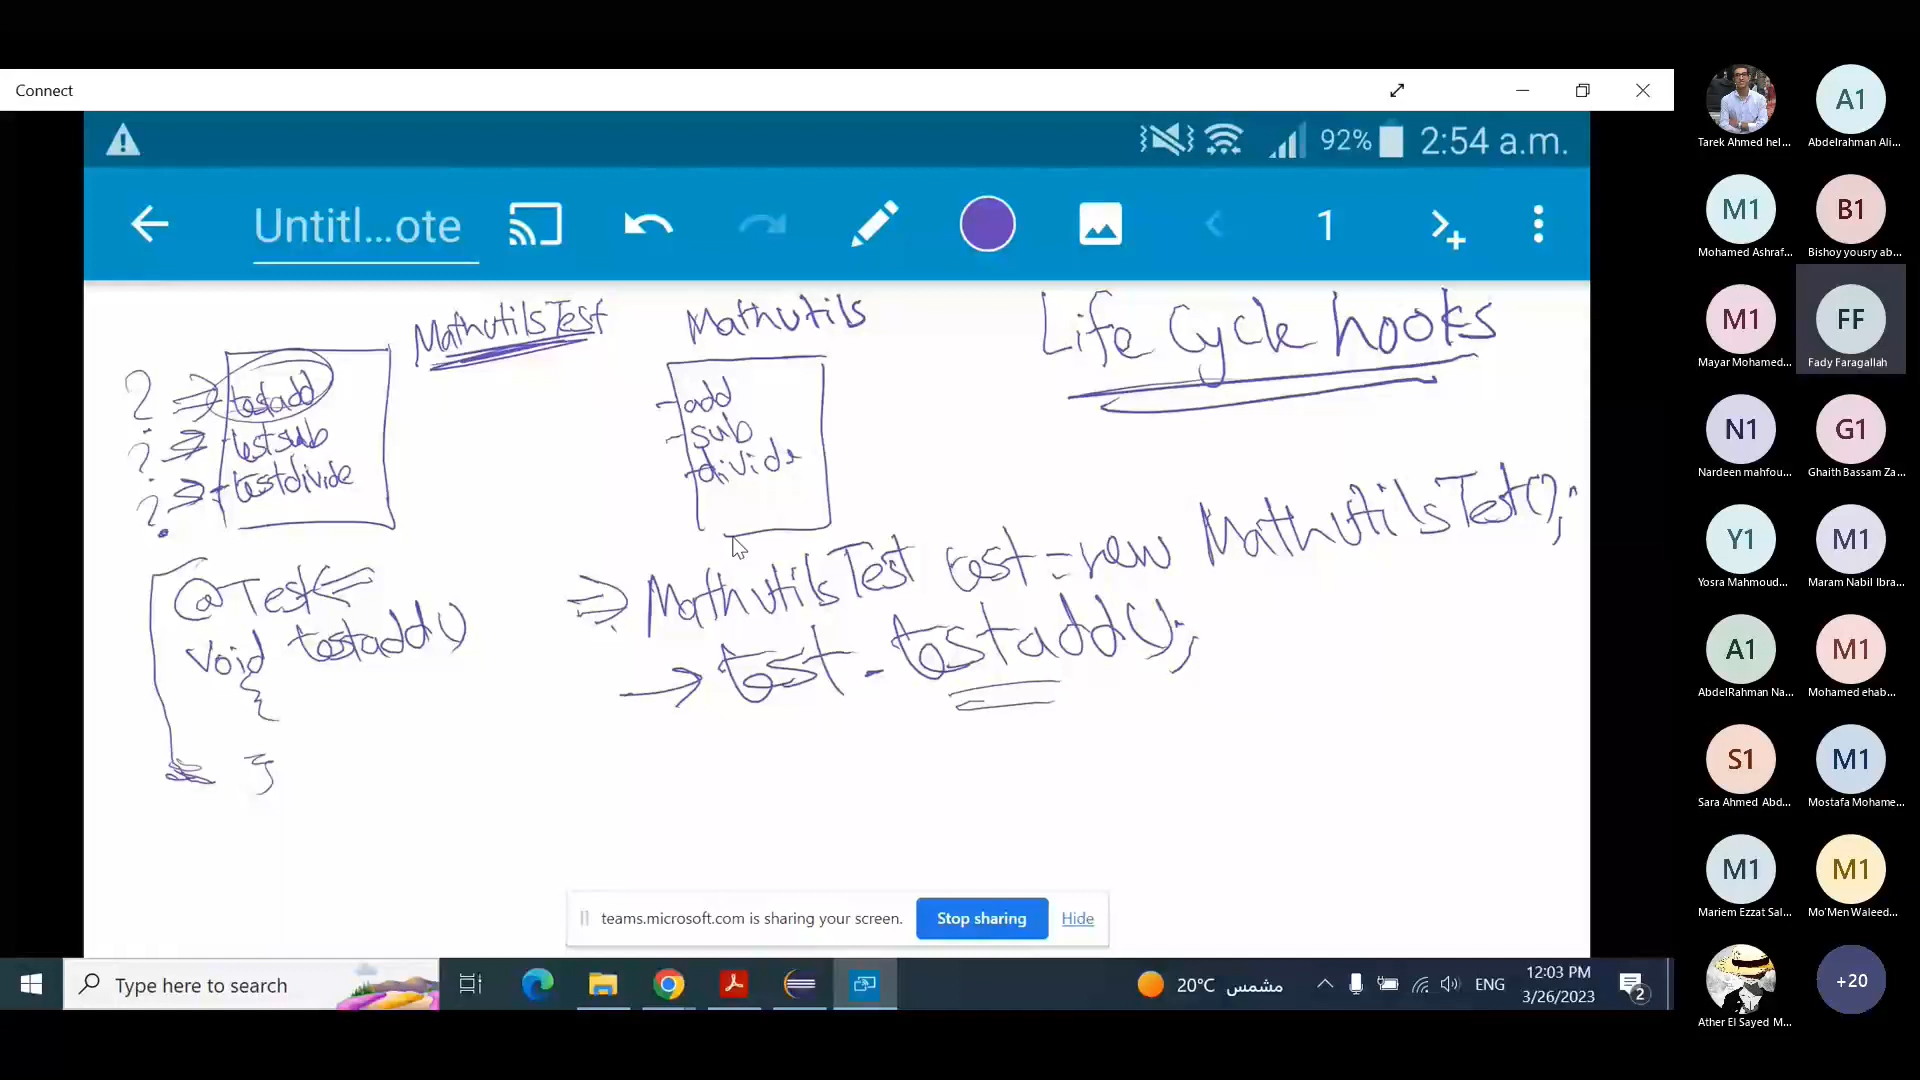 Connect
92% 2:54 a.m.
Untitl...ote
1
MathutilsTest
Mathutils
Life Cycle hooks
? => testadd
? => testsub
? => testdivide
-add
-sub
-divide
@Test <=
void testadd()
{
}
=> MathutilsTest test = new MathutilsTest();
-> test.testadd();
teams.microsoft.com is sharing your screen.
Stop sharing
Hide
Type here to search
20°C مشمس
ENG
12:03 PM
3/26/2023
2
Tarek Ahmed hel...
A1
Abdelrahman Ali...
M1
Mohamed Ashraf...
B1
Bishoy yousry ab...
M1
Mayar Mohamed...
FF
Fady Faragallah
N1
Nardeen mahfou...
G1
Ghaith Bassam Za...
Y1
Yosra Mahmoud...
M1
Maram Nabil Ibra...
A1
AbdelRahman Na...
M1
Mohamed ehab...
S1
Sara Ahmed Abd...
M1
Mostafa Mohame...
M1
Mariem Ezzat Sal...
M1
Mo'Men Waleed...
Ather El Sayed M...
+20